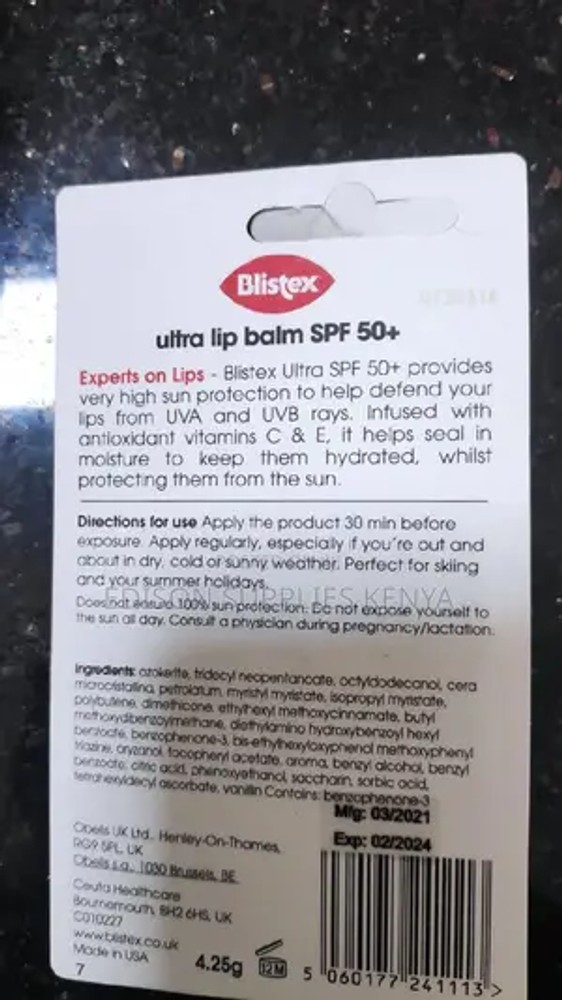 Blistex
ultra lip balm SPF 50+
Experts on Lips - Blistex Ultra SPF 50+ provides
very high sun protection to help defend your
lips from UVA and UVB rays. Infused with
antioxidant vitamins C & E, it helps seal in
moisture to keep them hydrated, whilst
protecting them from the sun.
Directions for use Apply the product 30 min before
exposure. Apply regularly, especially if you're out and
about in dry, cold or sunny weather. Perfect for skiing
and your summer holidays.
EDISON SUPPLIES KENYA
Does not ensure 100% sun protection. Do not expose yourself to
the sun all day. Consult a physician during pregnancy/lactation.
Ingredients: ozokerite, tridecyl neopentanoate, octyldodecanol, cera
microcristallina, petrolatum, myristyl myristate, isopropyl myristate,
polybutene, dimethicone, ethylhexyl methoxycinnamate, butyl
methoxydibenzoylmethane, diethylamino hydroxybenzoyl hexyl
benzoate, benzophenone-3, bis-ethylhexyloxyphenol methoxyphenyl
triazine, oryzanol, tocopheryl acetate, aroma, benzyl alcohol, benzyl
benzoate, citric acid, phenoxyethanol, saccharin, sorbic acid,
tetrahexyldecyl ascorbate, vanillin Contains: benzophenone-3
Mfg: 03/2021
Exp: 02/2024
Obelis UK Ltd. Henley-On-Thames,
RG9 5PL, UK
Obelis s.a., 1030 Brussels, BE
Ceuta Healthcare
Bournemouth, BH2 6HS, UK
C010227
www.blistex.co.uk
Made in USA
7
4.25g
12M
5 060177 241113 >